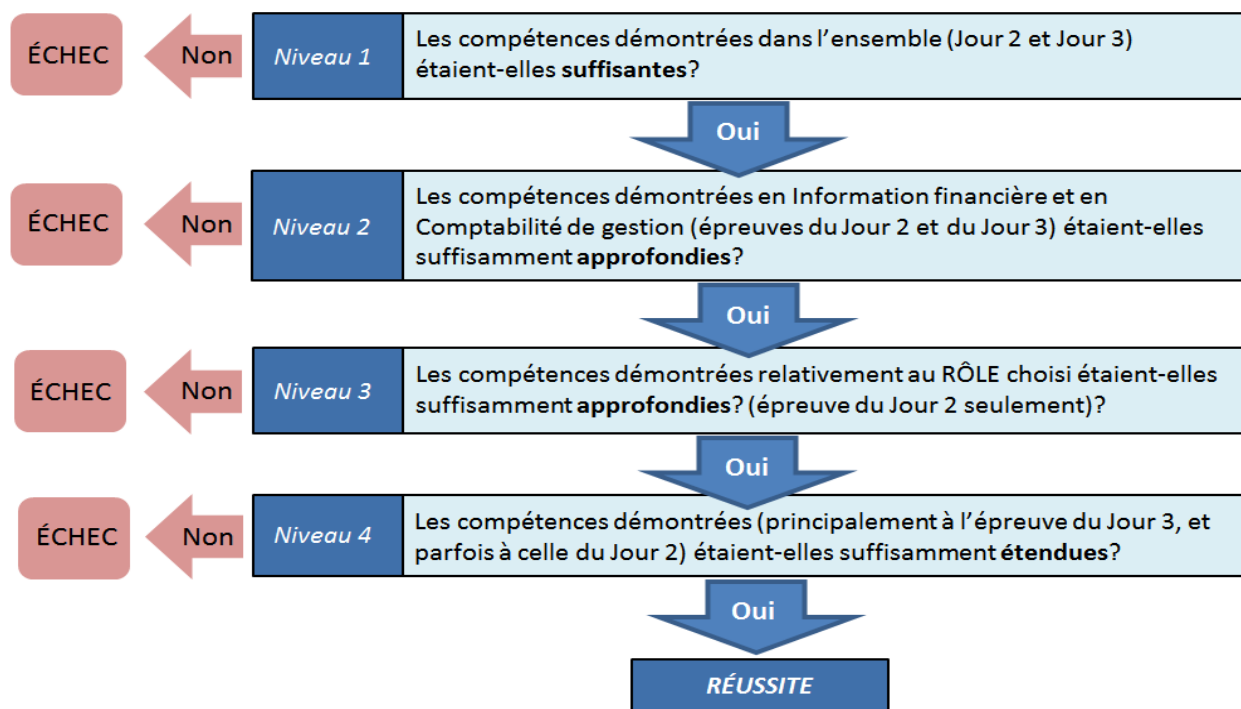 ÉCHEC
Non
Niveau 1
Les compétences démontrées dans l’ensemble (Jour 2 et Jour 3)
étaient-elles suffisantes?
Oui
ÉCHEC
Non
Niveau 2
Les compétences démontrées en Information financière et en
Comptabilité de gestion (épreuves du Jour 2 et du Jour 3) étaient-elles
suffisamment approfondies?
Oui
ÉCHEC
Non
Niveau 3
Les compétences démontrées relativement au RÔLE choisi étaient-elles
suffisamment approfondies? (épreuve du Jour 2 seulement)?
Oui
ÉCHEC
Non
Niveau 4
Les compétences démontrées (principalement à l’épreuve du Jour 3, et
parfois à celle du Jour 2) étaient-elles suffisamment étendues?
Oui
RÉUSSITE